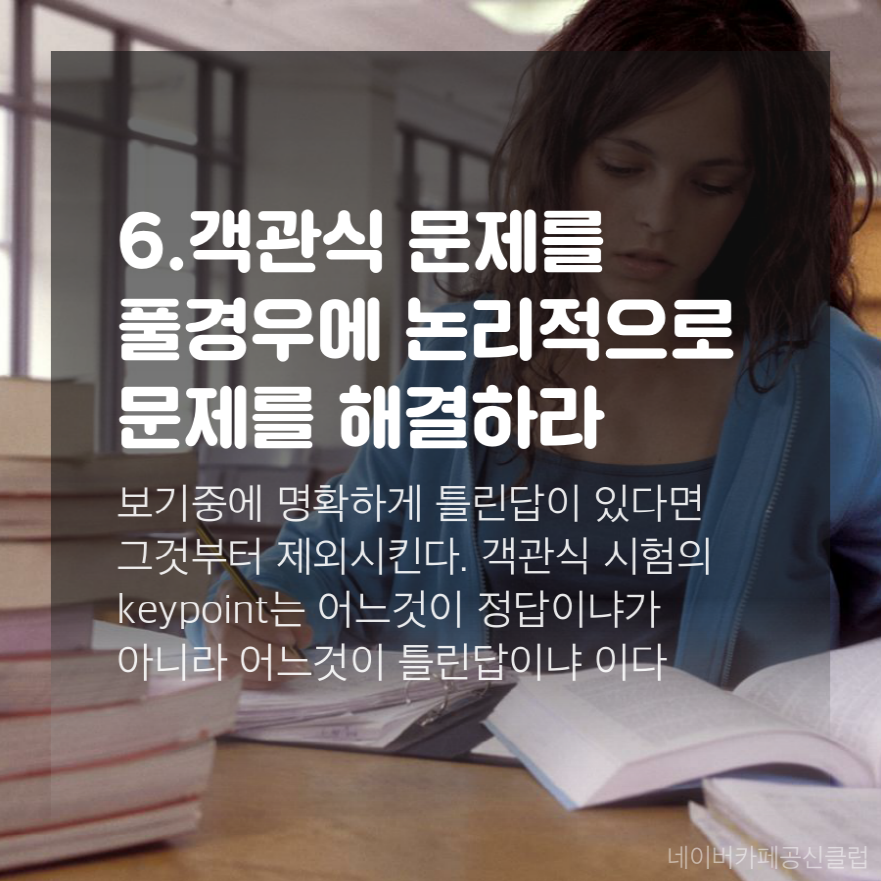 6.객관식 문제를
풀경우에 논리적으로
문제를 해결하라
보기중에 명확하게 틀린답이 있다면
그것부터 제외시킨다. 객관식 시험의
keypoint는 어느것이 정답이냐가
아니라 어느것이 틀린답이냐 이다
네이버카페공신클럽